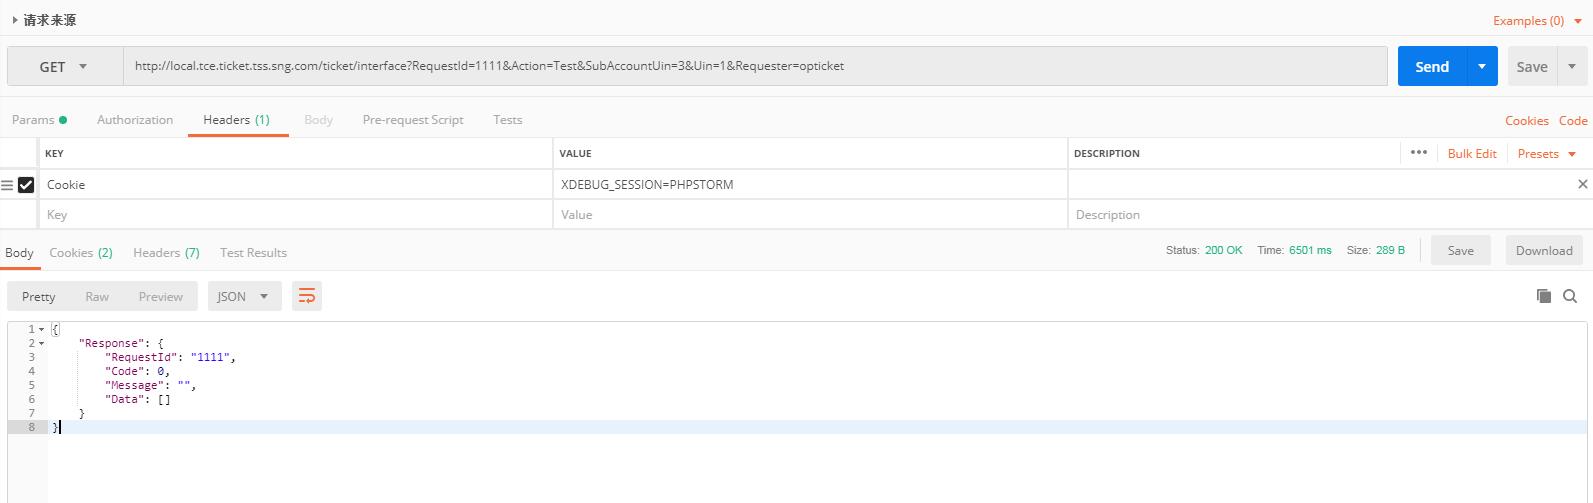 请求来源
Examples (0)
GET
http://local.tce.ticket.tss.sng.com/ticket/interface?RequestId=1111&Action=Test&SubAccountUin=3&Uin=1&Requester=opticket
Send
Save
Params
Authorization
Headers (1)
Body
Pre-request Script
Tests
Cookies
Code
KEY
VALUE
DESCRIPTION
Bulk Edit
Presets
Cookie
XDEBUG_SESSION=PHPSTORM
Key
Value
Description
Body
Cookies (2)
Headers (7)
Test Results
Status: 200 OK
Time: 6501 ms
Size: 289 B
Save
Download
Pretty
Raw
Preview
JSON
1 {
2 "Response": {
3 "RequestId": "1111",
4 "Code": 0,
5 "Message": "",
6 "Data": []
7 }
8 }